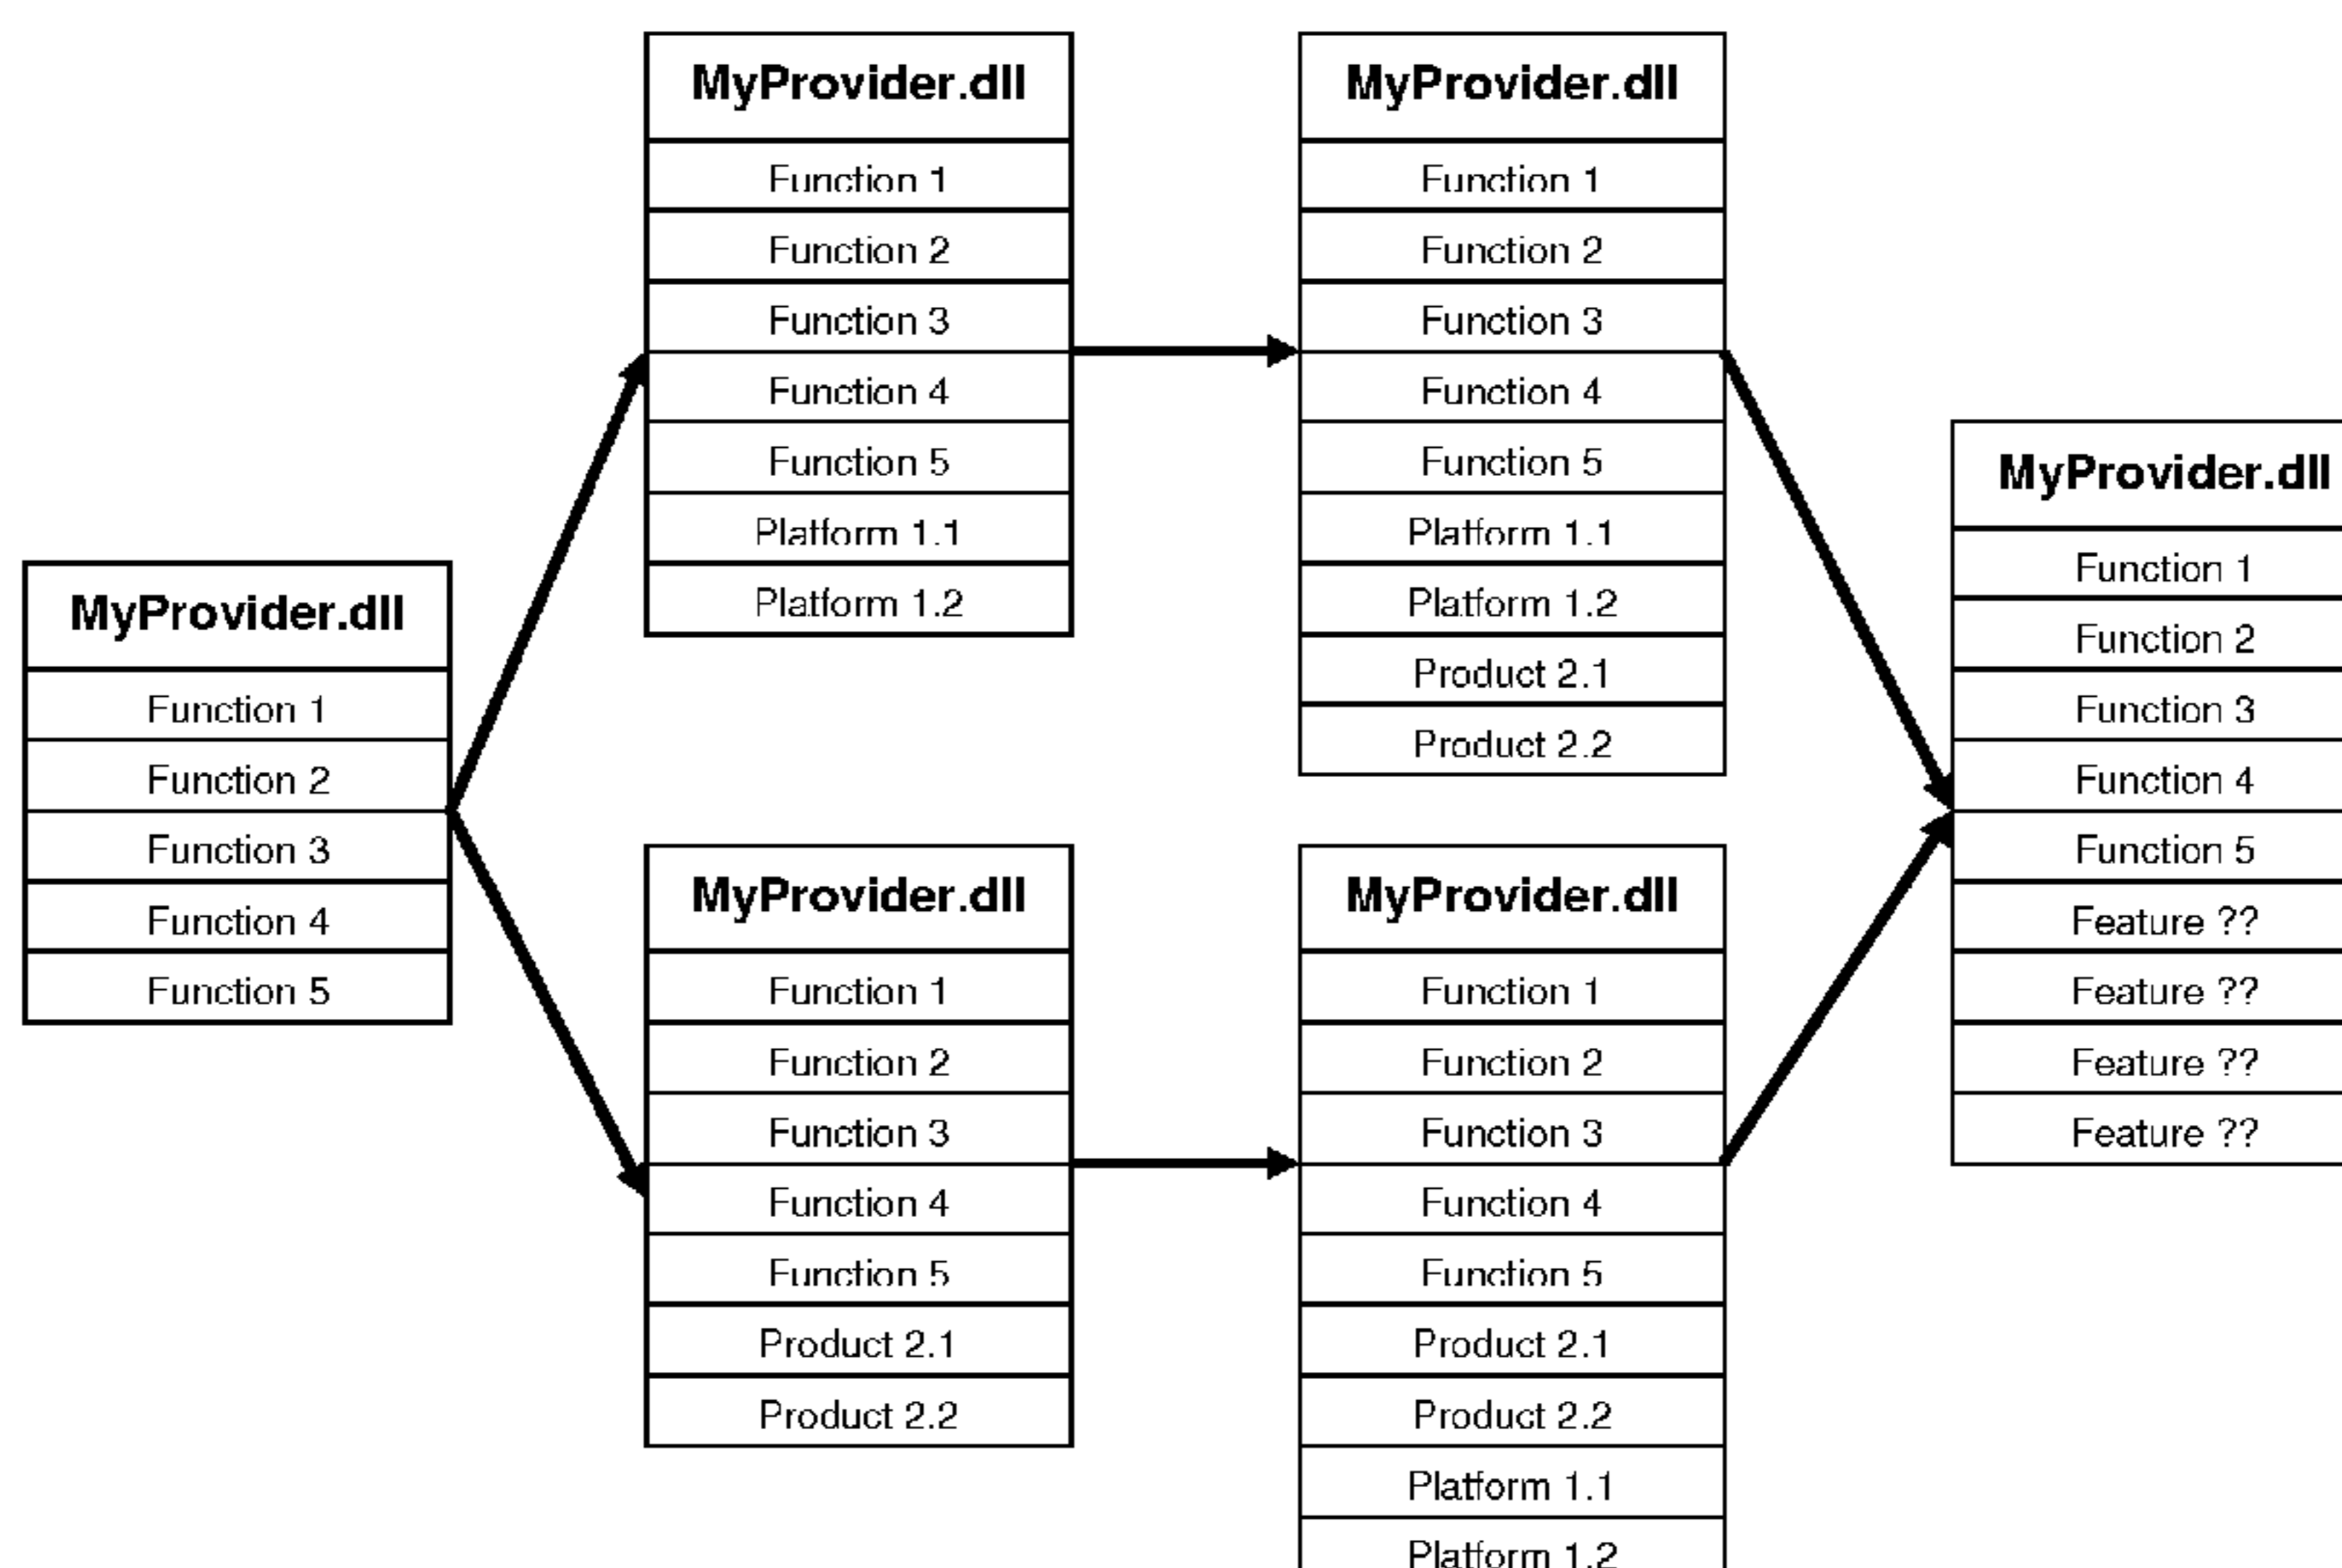 MyProvider.dll
Function 1
Function 2
Function 3
Function 4
Function 5
MyProvider.dll
Function 1
Function 2
Function 3
Function 4
Function 5
Platform 1.1
Platform 1.2
MyProvider.dll
Function 1
Function 2
Function 3
Function 4
Function 5
Platform 1.1
Platform 1.2
Product 2.1
Product 2.2
MyProvider.dll
Function 1
Function 2
Function 3
Function 4
Function 5
Product 2.1
Product 2.2
MyProvider.dll
Function 1
Function 2
Function 3
Function 4
Function 5
Product 2.1
Product 2.2
Platform 1.1
Platform 1.2
MyProvider.dll
Function 1
Function 2
Function 3
Function 4
Function 5
Feature ??
Feature ??
Feature ??
Feature ??